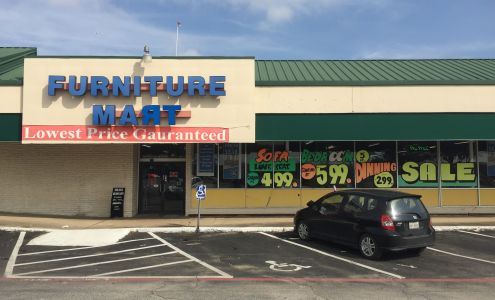 FURNITURE
MART
Lowest Price Gauranteed
SOFA
499.
BEDROOM
599.
DINNING
299
SALE